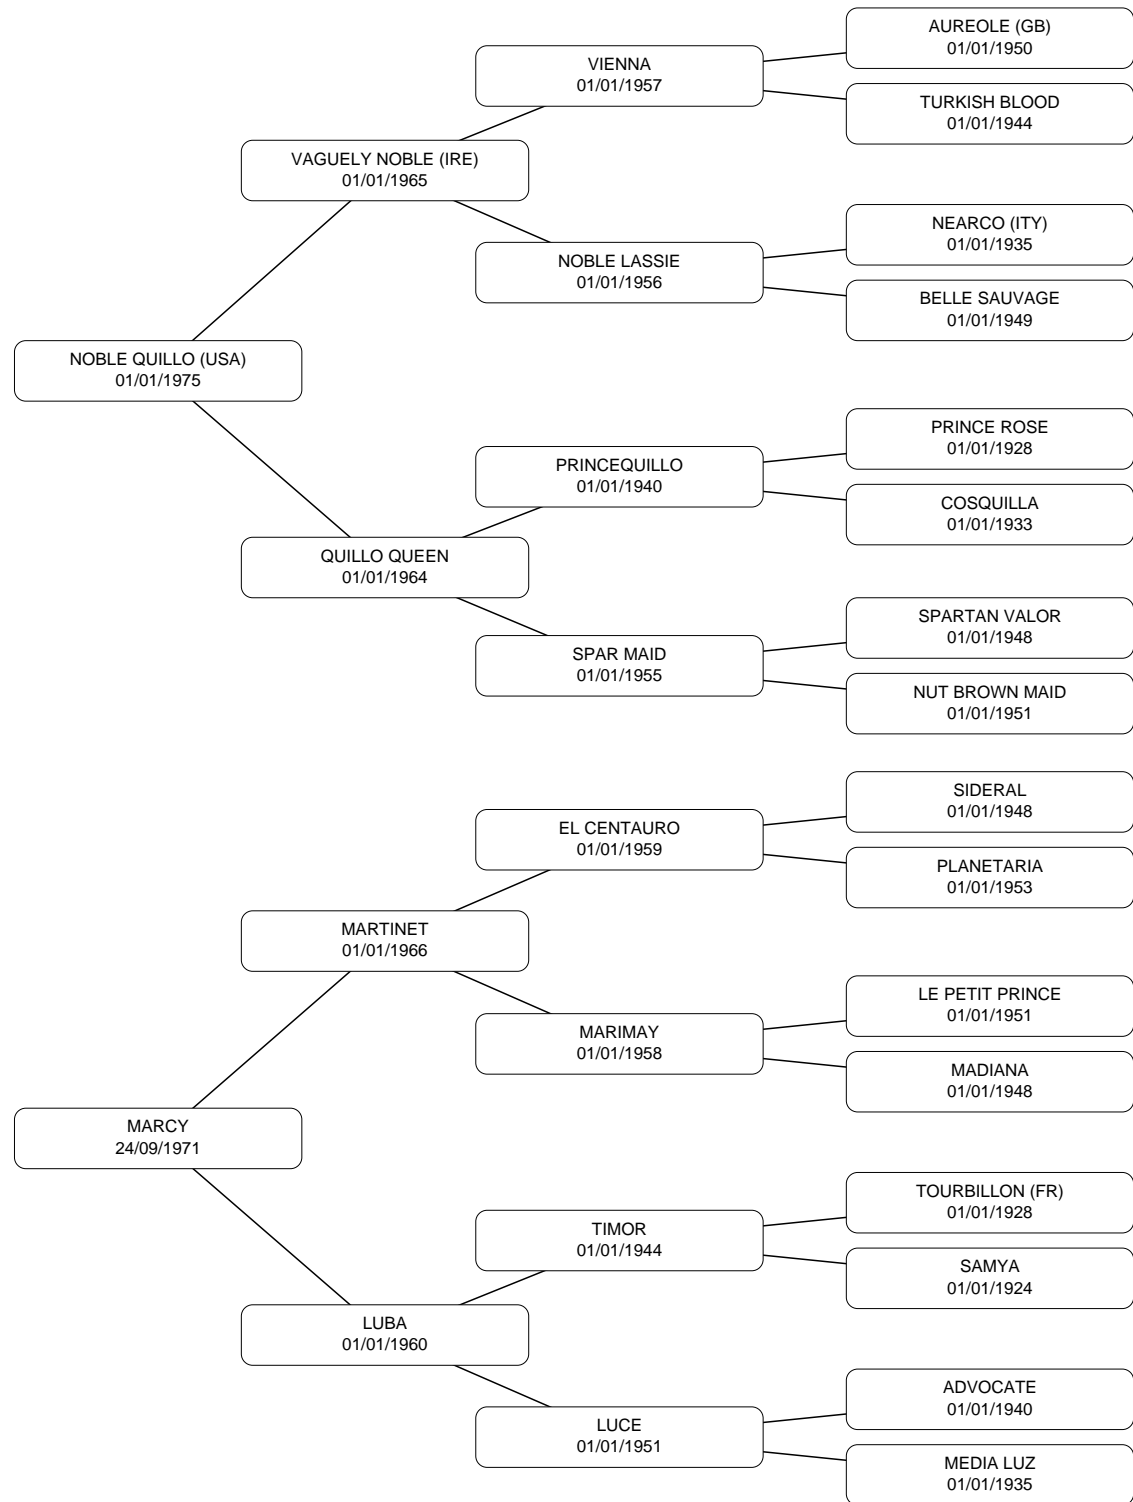 AUREOLE (GB)
01/01/1950
VIENNA
01/01/1957
TURKISH BLOOD
01/01/1944
VAGUELY NOBLE (IRE)
01/01/1965
NEARCO (ITY)
01/01/1935
NOBLE LASSIE
01/01/1956
BELLE SAUVAGE
01/01/1949
NOBLE QUILLO (USA)
01/01/1975
PRINCE ROSE
01/01/1928
PRINCEQUILLO
01/01/1940
COSQUILLA
01/01/1933
QUILLO QUEEN
01/01/1964
SPARTAN VALOR
01/01/1948
SPAR MAID
01/01/1955
NUT BROWN MAID
01/01/1951
SIDERAL
01/01/1948
EL CENTAURO
01/01/1959
PLANETARIA
01/01/1953
MARTINET
01/01/1966
LE PETIT PRINCE
01/01/1951
MARIMAY
01/01/1958
MADIANA
01/01/1948
MARCY
24/09/1971
TOURBILLON (FR)
01/01/1928
TIMOR
01/01/1944
SAMYA
01/01/1924
LUBA
01/01/1960
ADVOCATE
01/01/1940
LUCE
01/01/1951
MEDIA LUZ
01/01/1935